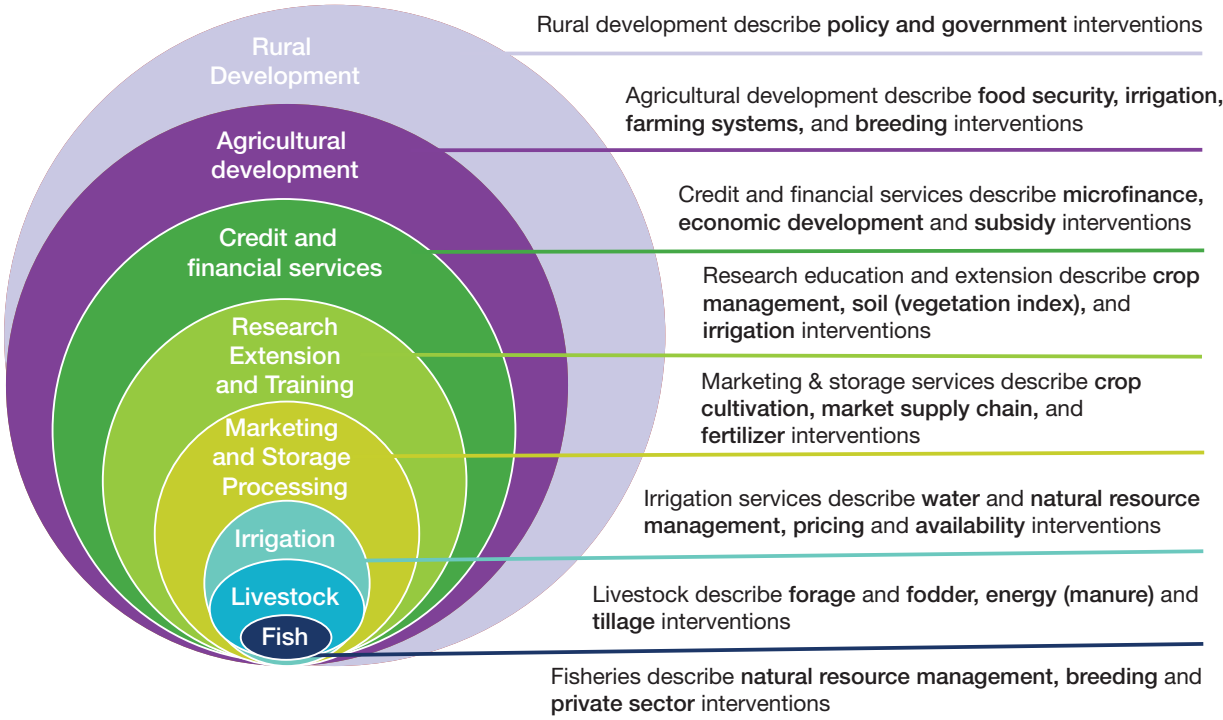 Rural
Development
Rural development describe policy and government interventions
Agricultural
development
Agricultural development describe food security, irrigation,
farming systems, and breeding interventions
Credit and
financial services
Credit and financial services describe microfinance,
economic development and subsidy interventions
Research
Extension
and Training
Research education and extension describe crop
management, soil (vegetation index), and
irrigation interventions
Marketing
and Storage
Processing
Marketing & storage services describe crop
cultivation, market supply chain, and
fertilizer interventions
Irrigation
Irrigation services describe water and natural resource
management, pricing and availability interventions
Livestock
Livestock describe forage and fodder, energy (manure) and
tillage interventions
Fish
Fisheries describe natural resource management, breeding and
private sector interventions